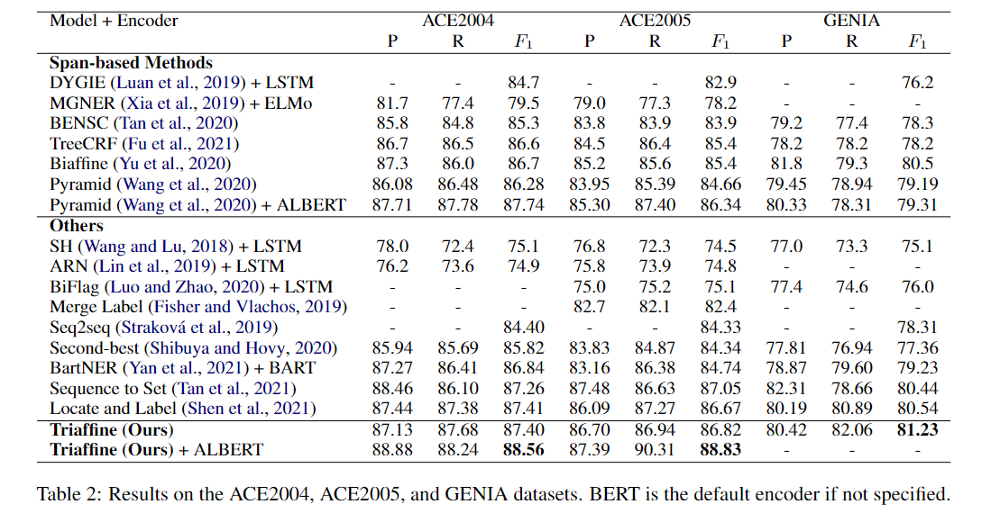 Model + Encoder ACE2004 ACE2005 GENIA
P R F1 P R F1 P R F1
Span-based Methods
DYGIE (Luan et al., 2019) + LSTM - - 84.7 - - 82.9 - - 76.2
MGNER (Xia et al., 2019) + ELMo 81.7 77.4 79.5 79.0 77.3 78.2 - - -
BENSC (Tan et al., 2020) 85.8 84.8 85.3 83.8 83.9 83.9 79.2 77.4 78.3
TreeCRF (Fu et al., 2021) 86.7 86.5 86.6 84.5 86.4 85.4 78.2 78.2 78.2
Biaffine (Yu et al., 2020) 87.3 86.0 86.7 85.2 85.6 85.4 81.8 79.3 80.5
Pyramid (Wang et al., 2020) 86.08 86.48 86.28 83.95 85.39 84.66 79.45 78.94 79.19
Pyramid (Wang et al., 2020) + ALBERT 87.71 87.78 87.74 85.30 87.40 86.34 80.33 78.31 79.31
Others
SH (Wang and Lu, 2018) + LSTM 78.0 72.4 75.1 76.8 72.3 74.5 77.0 73.3 75.1
ARN (Lin et al., 2019) + LSTM 76.2 73.6 74.9 75.8 73.9 74.8 - - -
BiFlag (Luo and Zhao, 2020) + LSTM - - - 75.0 75.2 75.1 77.4 74.6 76.0
Merge Label (Fisher and Vlachos, 2019) - - - 82.7 82.1 82.4 - - -
Seq2seq (Straková et al., 2019) - - 84.40 - - 84.33 - - 78.31
Second-best (Shibuya and Hovy, 2020) 85.94 85.69 85.82 83.83 84.87 84.34 77.81 76.94 77.36
BartNER (Yan et al., 2021) + BART 87.27 86.41 86.84 83.16 86.38 84.74 78.87 79.60 79.23
Sequence to Set (Tan et al., 2021) 88.46 86.10 87.26 87.48 86.63 87.05 82.31 78.66 80.44
Locate and Label (Shen et al., 2021) 87.44 87.38 87.41 86.09 87.27 86.67 80.19 80.89 80.54
Triaffine (Ours) 87.13 87.68 87.40 86.70 86.94 86.82 80.42 82.06 81.23
Triaffine (Ours) + ALBERT 88.88 88.24 88.56 87.39 90.31 88.83 - - -
Table 2: Results on the ACE2004, ACE2005, and GENIA datasets. BERT is the default encoder if not specified.